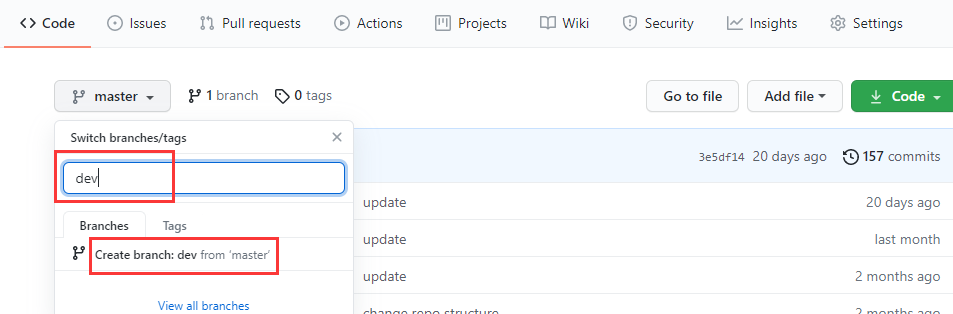 Code Issues Pull requests Actions Projects Wiki Security Insights Settings
master 1 branch 0 tags Go to file Add file Code
Switch branches/tags
3e5df14 20 days ago 157 commits
dev
update 20 days ago
Branches Tags
update last month
Create branch: dev from 'master'
update 2 months ago
View all branches
change repo structure 2 months ago